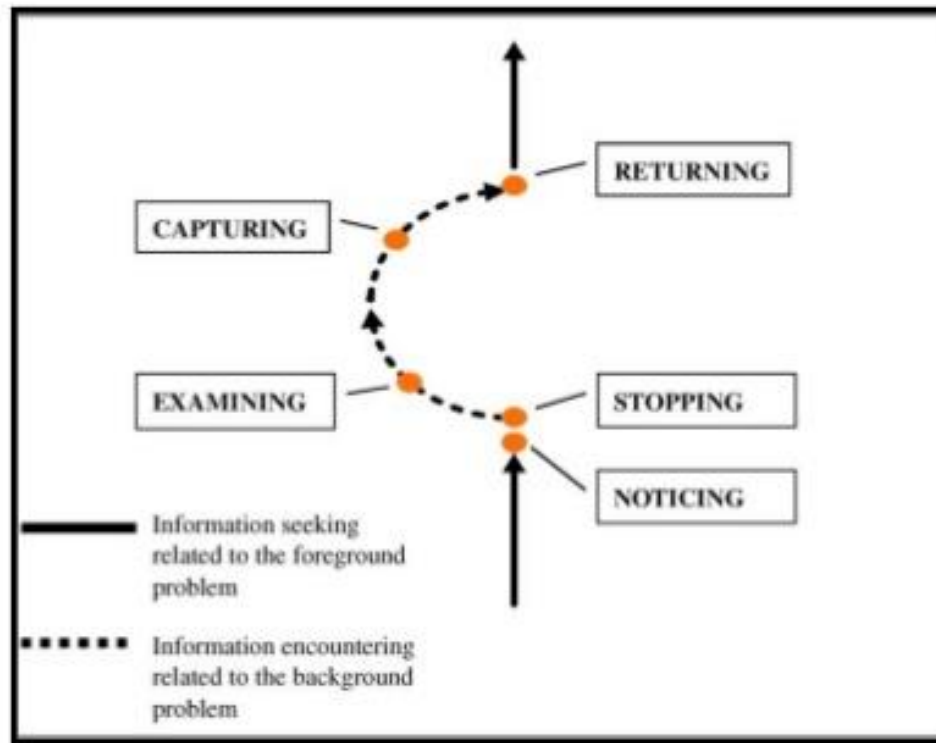 RETURNING
CAPTURING
EXAMINING
STOPPING
NOTICING
Information seeking
related to the foreground
problem
Information encountering
related to the background
problem